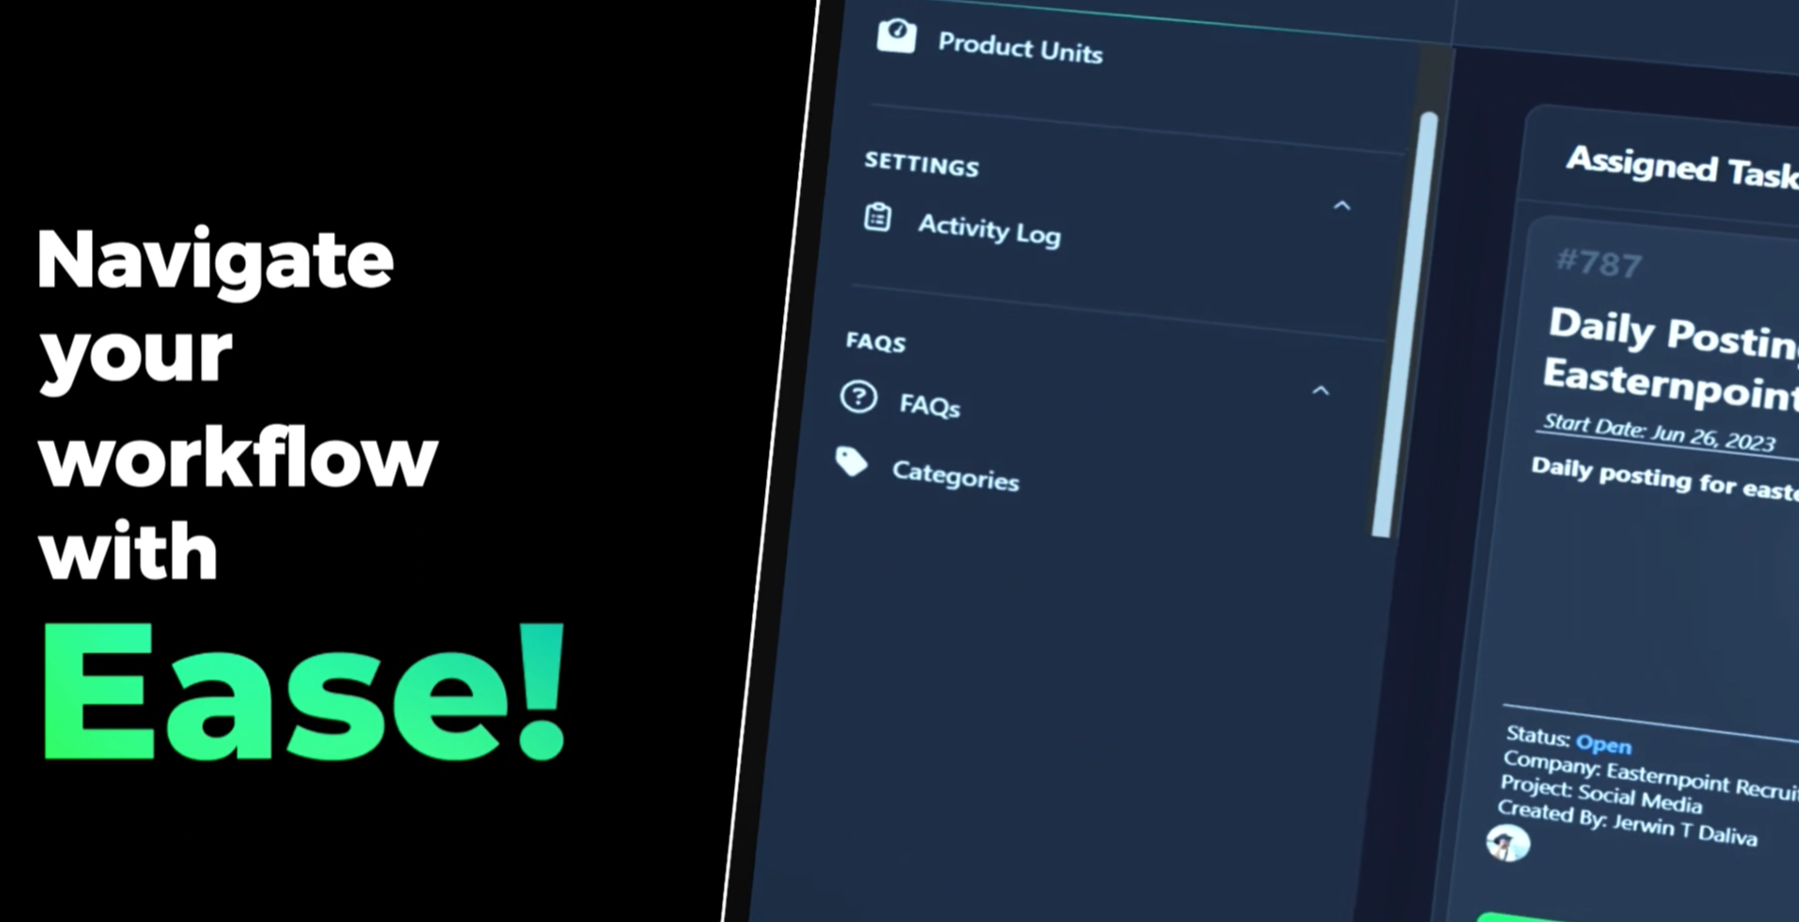 Navigate
your
workflow
with
Ease!
Product Units
SETTINGS
Activity Log
FAQS
FAQs
Categories
Assigned Task
#787
Daily Posting
Easternpoint
Start Date: Jun 26, 2023
Daily posting for easte
Status: Open
Company: Easternpoint Recruit
Project: Social Media
Created By: Jerwin T Daliva